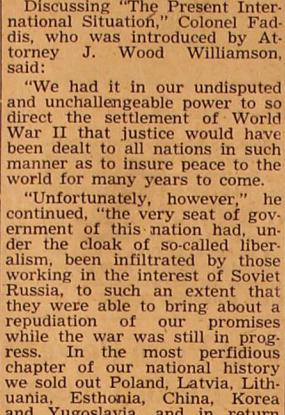 Discussing "The Present Inter-
national Situation," Colonel Fad-
dis, who was introduced by At-
torney J. Wood Williamson,
said:
"We had it in our undisputed
and unchallengeable power to so
direct the settlement of World
War II that justice would have
been dealt to all nations in such
manner as to insure peace to the
world for many years to come.
"Unfortunately, however," he
continued, "the very seat of gov-
ernment of this nation had, un-
der the cloak of so-called liber-
alism, been infiltrated by those
working in the interest of Soviet
Russia, to such an extent that
they were able to bring about a
repudiation of our promises
while the war was still in prog-
ress. In the most perfidious
chapter of our national history
we sold out Poland, Latvia, Lith-
uania, Esthonia, China, Korea
and Yugoslavia, and in return